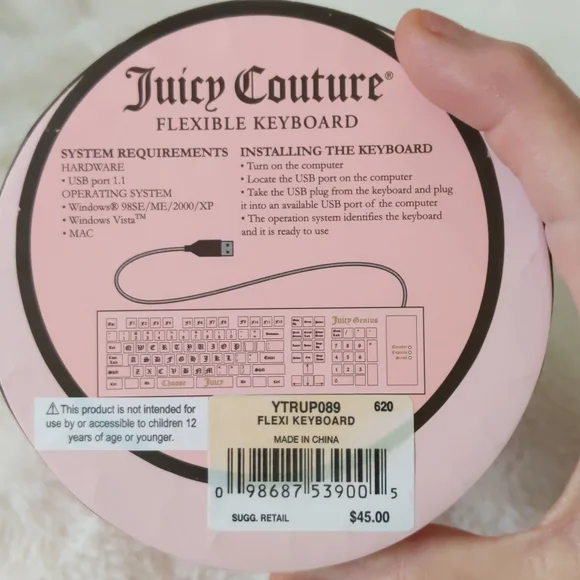 Juicy Couture®
FLEXIBLE KEYBOARD
SYSTEM REQUIREMENTS
HARDWARE
• USB port 1.1
OPERATING SYSTEM
• Windows® 98SE/ME/2000/XP
• Windows Vista™
• MAC
INSTALLING THE KEYBOARD
• Turn on the computer
• Locate the USB port on the computer
• Take the USB plug from the keyboard and plug
it into an available USB port of the computer
• The operation system identifies the keyboard
and it is ready to use
Juicy Genius
Q W E R T Y U I O P
A S D F G H J K L
Enter
Shift
Z X C V B N M
Shift
Choose Juicy
⚠This product is not intended for
use by or accessible to children 12
years of age or younger.
YTRUP089 620
FLEXI KEYBOARD
MADE IN CHINA
0 98687 53900 5
SUGG. RETAIL $45.00